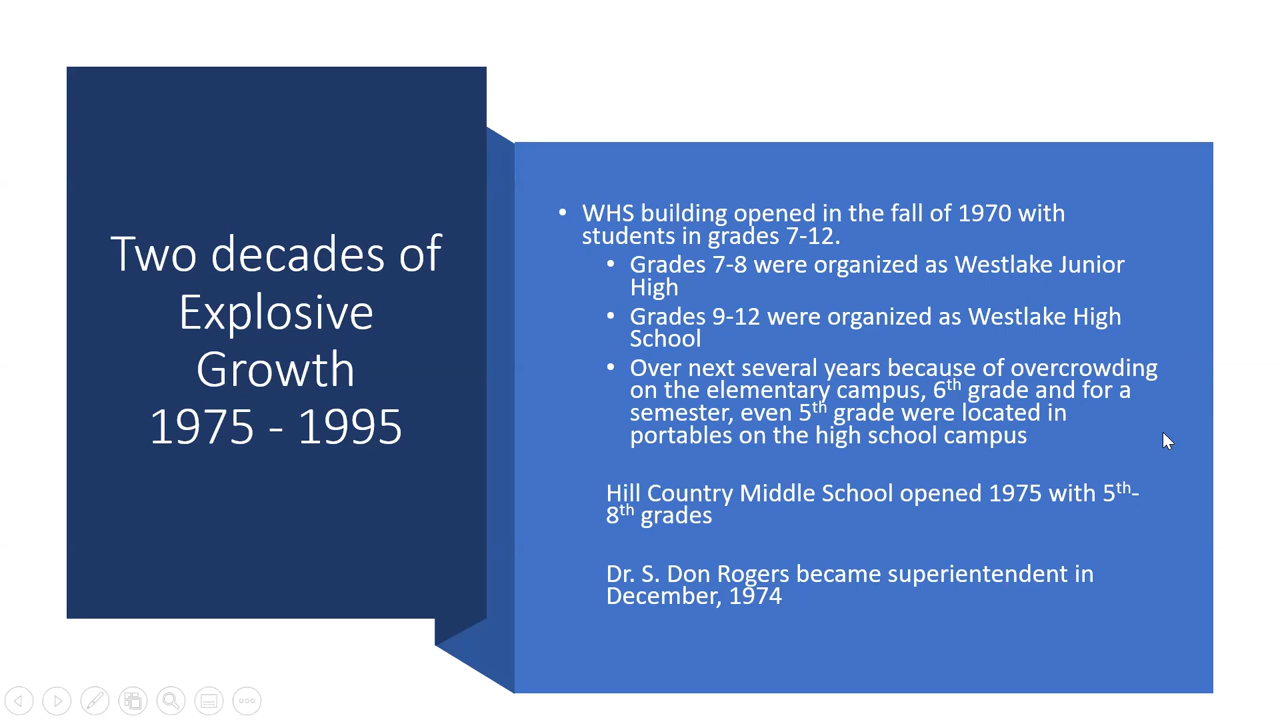 Two decades of
Explosive
Growth
1975 - 1995
• WHS building opened in the fall of 1970 with
students in grades 7-12.
• Grades 7-8 were organized as Westlake Junior
High
• Grades 9-12 were organized as Westlake High
School
• Over next several years because of overcrowding
on the elementary campus, 6th grade and for a
semester, even 5th grade were located in
portables on the high school campus
Hill Country Middle School opened 1975 with 5th-
8th grades
Dr. S. Don Rogers became superientendent in
December, 1974